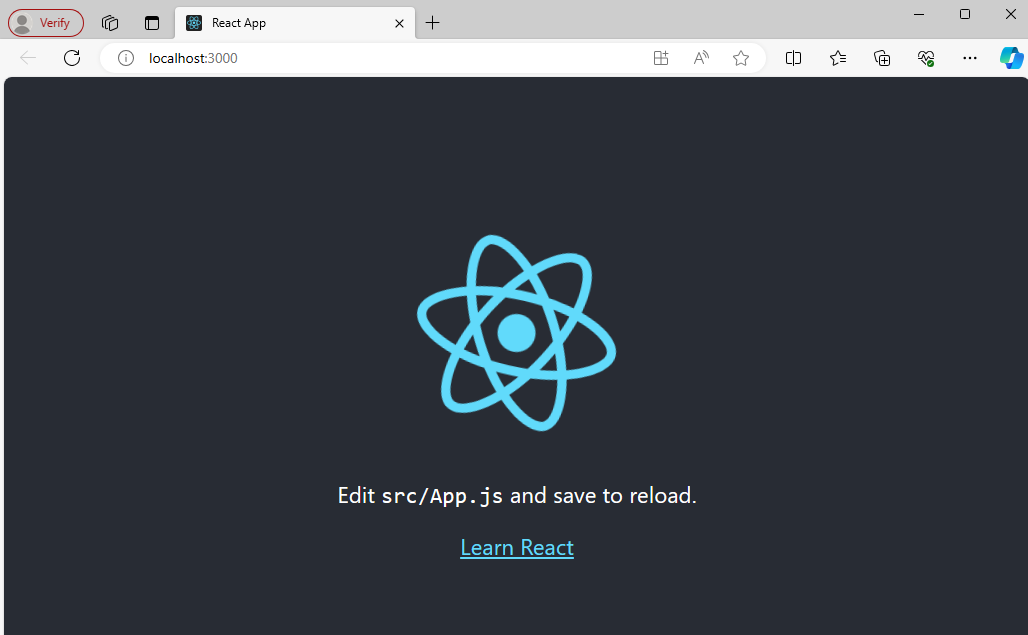 Verify
React App
localhost:3000
Edit src/App.js and save to reload.
Learn React